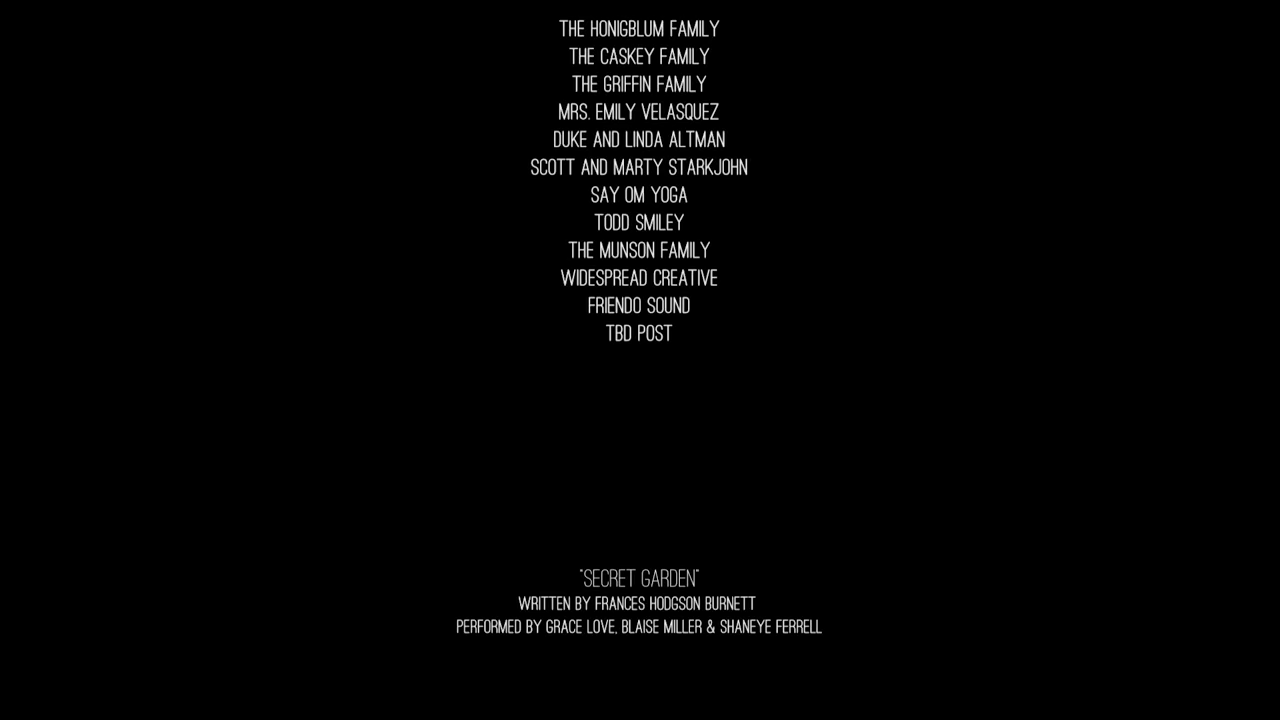 THE HONIGBLUM FAMILY
THE CASKEY FAMILY
THE GRIFFIN FAMILY
MRS. EMILY VELASQUEZ
DUKE AND LINDA ALTMAN
SCOTT AND MARTY STARKJOHN
SAY OM YOGA
TODD SMILEY
THE MUNSON FAMILY
WIDESPREAD CREATIVE
FRIENDO SOUND
TBD POST
"SECRET GARDEN"
WRITTEN BY FRANCES HODGSON BURNETT
PERFORMED BY GRACE LOVE, BLAISE MILLER & SHANEYE FERRELL